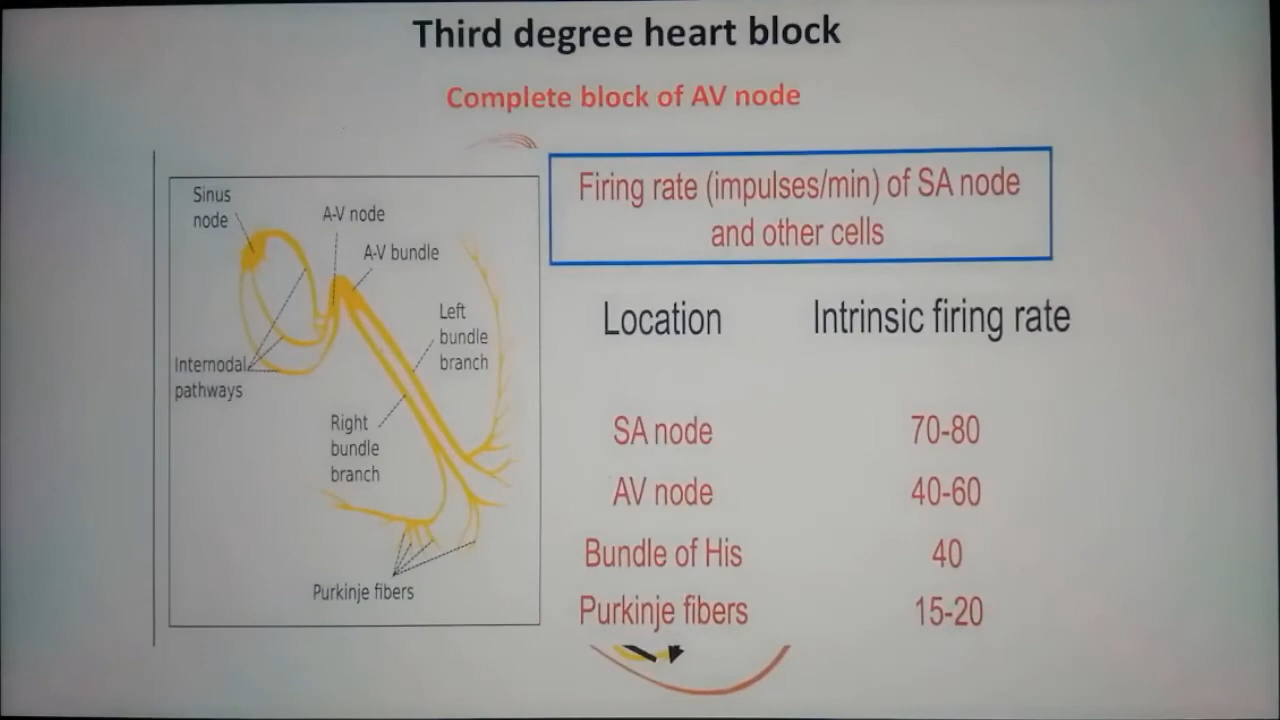 Third degree heart block
Complete block of AV node
Sinus
node
A-V node
A-V bundle
Left
bundle
branch
Internodal
pathways
Right
bundle
branch
Purkinje fibers
Firing rate (impulses/min) of SA node
and other cells
Location Intrinsic firing rate
SA node 70-80
AV node 40-60
Bundle of His 40
Purkinje fibers 15-20